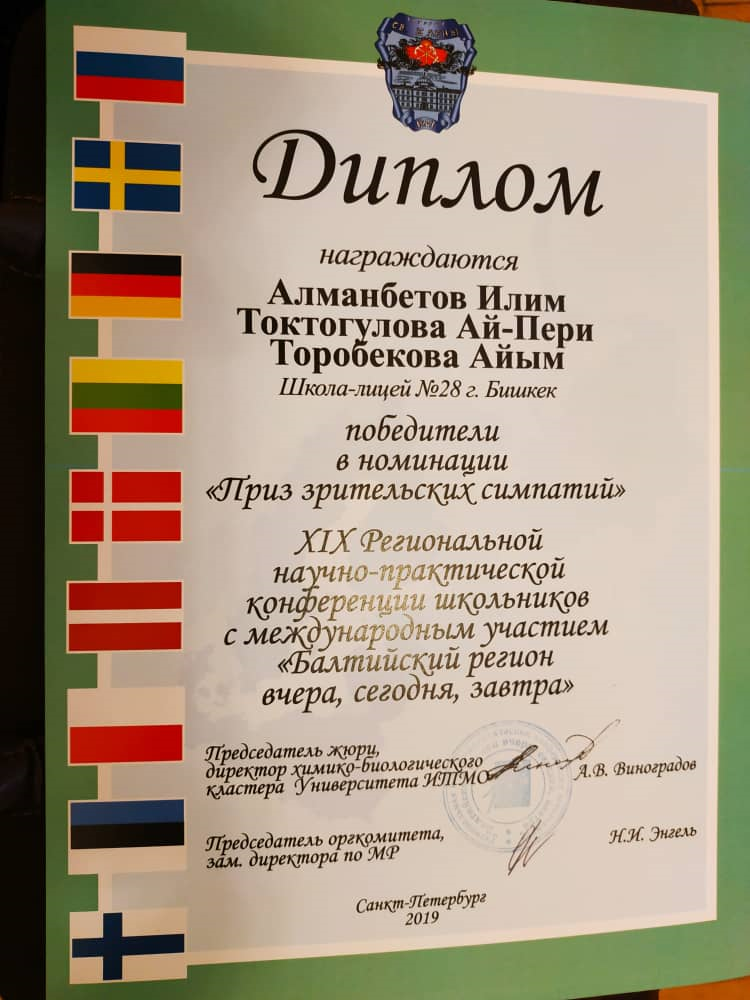 Диплом
награждаются
Алманбетов Илим
Токтогулова Ай-Пери
Торобекова Айым
Школа-лицей №28 г. Бишкек
победители
в номинации
«Приз зрительских симпатий»
XIX Региональной
научно-практической
конференции школьников
с международным участием
«Балтийский регион
вчера, сегодня, завтра»
Председатель жюри,
директор химико-биологического
кластера Университета ИТМО
А.В. Виноградов
Председатель оргкомитета,
зам. директора по МР
Н.И. Энгель
Санкт-Петербург
2019